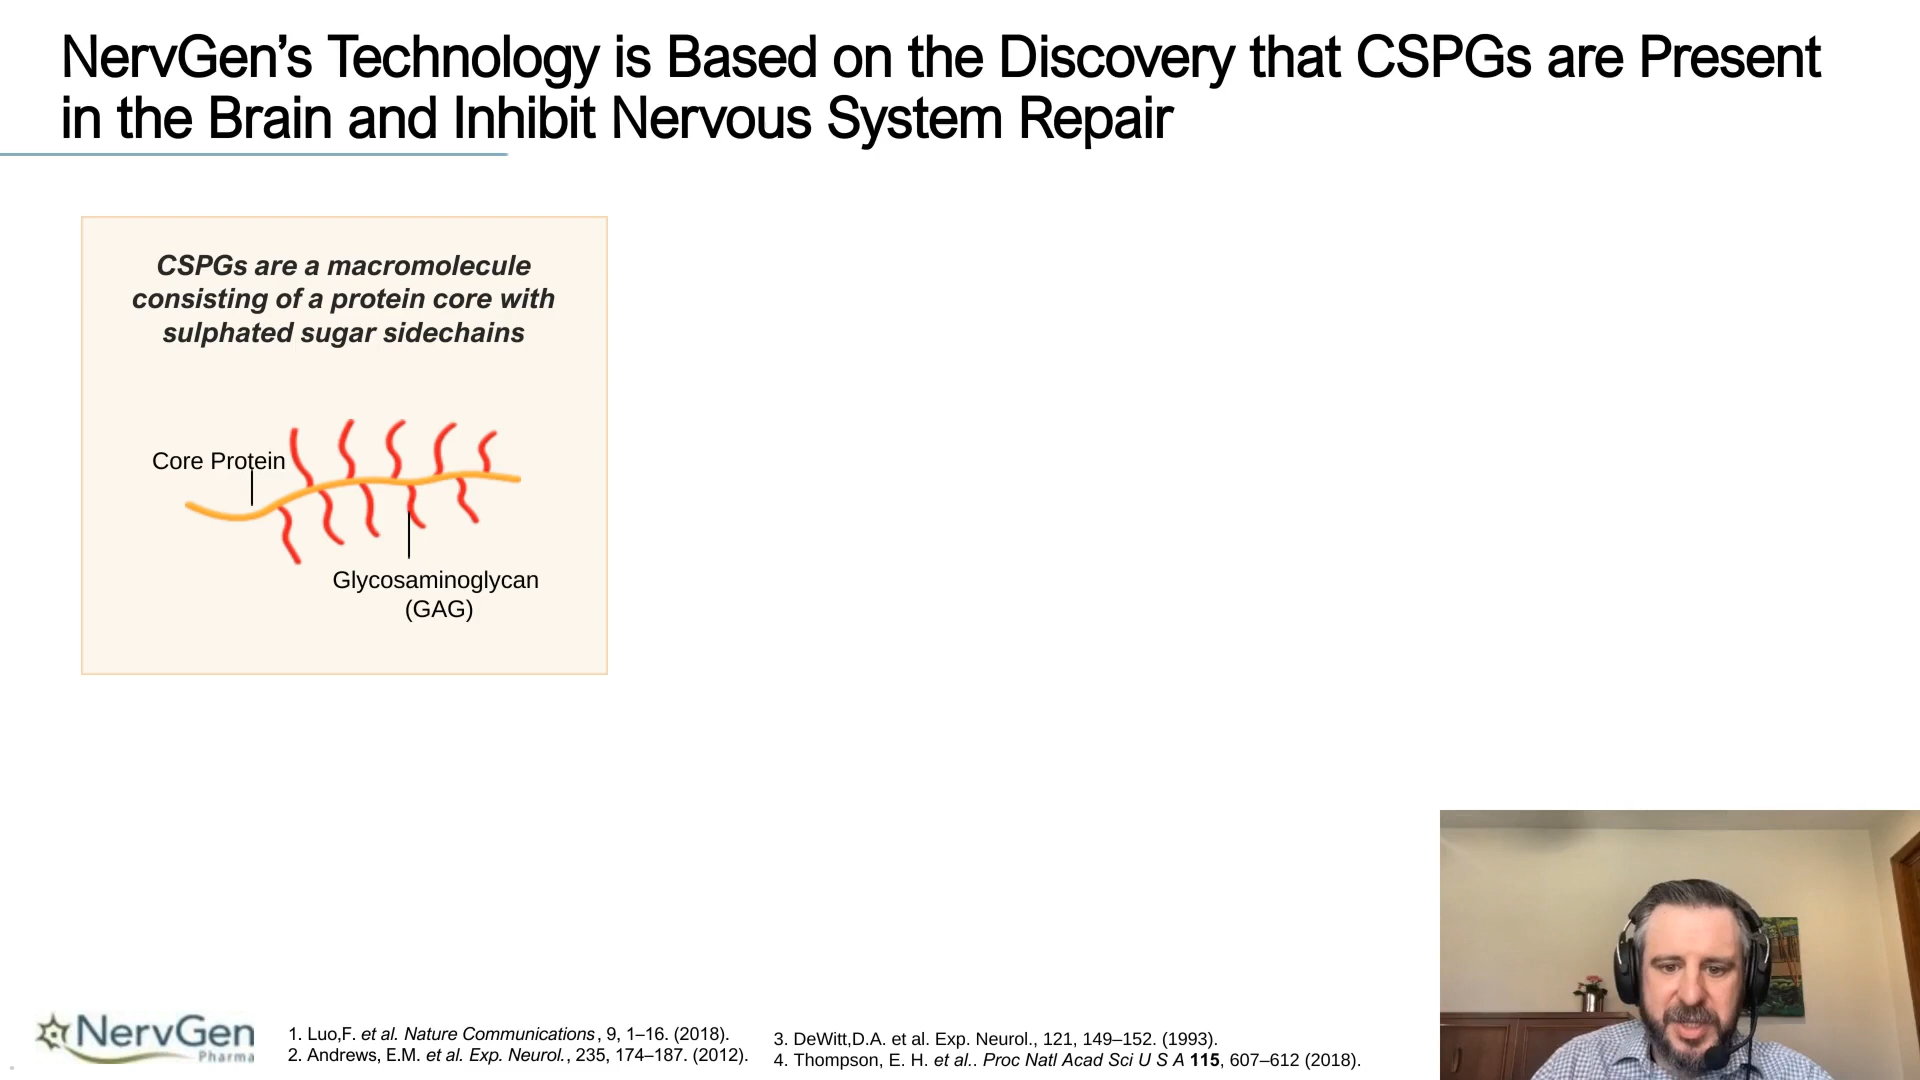 NervGen’s Technology is Based on the Discovery that CSPGs are Present
in the Brain and Inhibit Nervous System Repair
CSPGs are a macromolecule
consisting of a protein core with
sulphated sugar sidechains
Core Protein
Glycosaminoglycan
(GAG)
NervGen
Pharma
1. Luo,F. et al. Nature Communications, 9, 1–16. (2018).
2. Andrews, E.M. et al. Exp. Neurol., 235, 174–187. (2012).
3. DeWitt,D.A. et al. Exp. Neurol., 121, 149–152. (1993).
4. Thompson, E. H. et al.. Proc Natl Acad Sci U S A 115, 607–612 (2018).